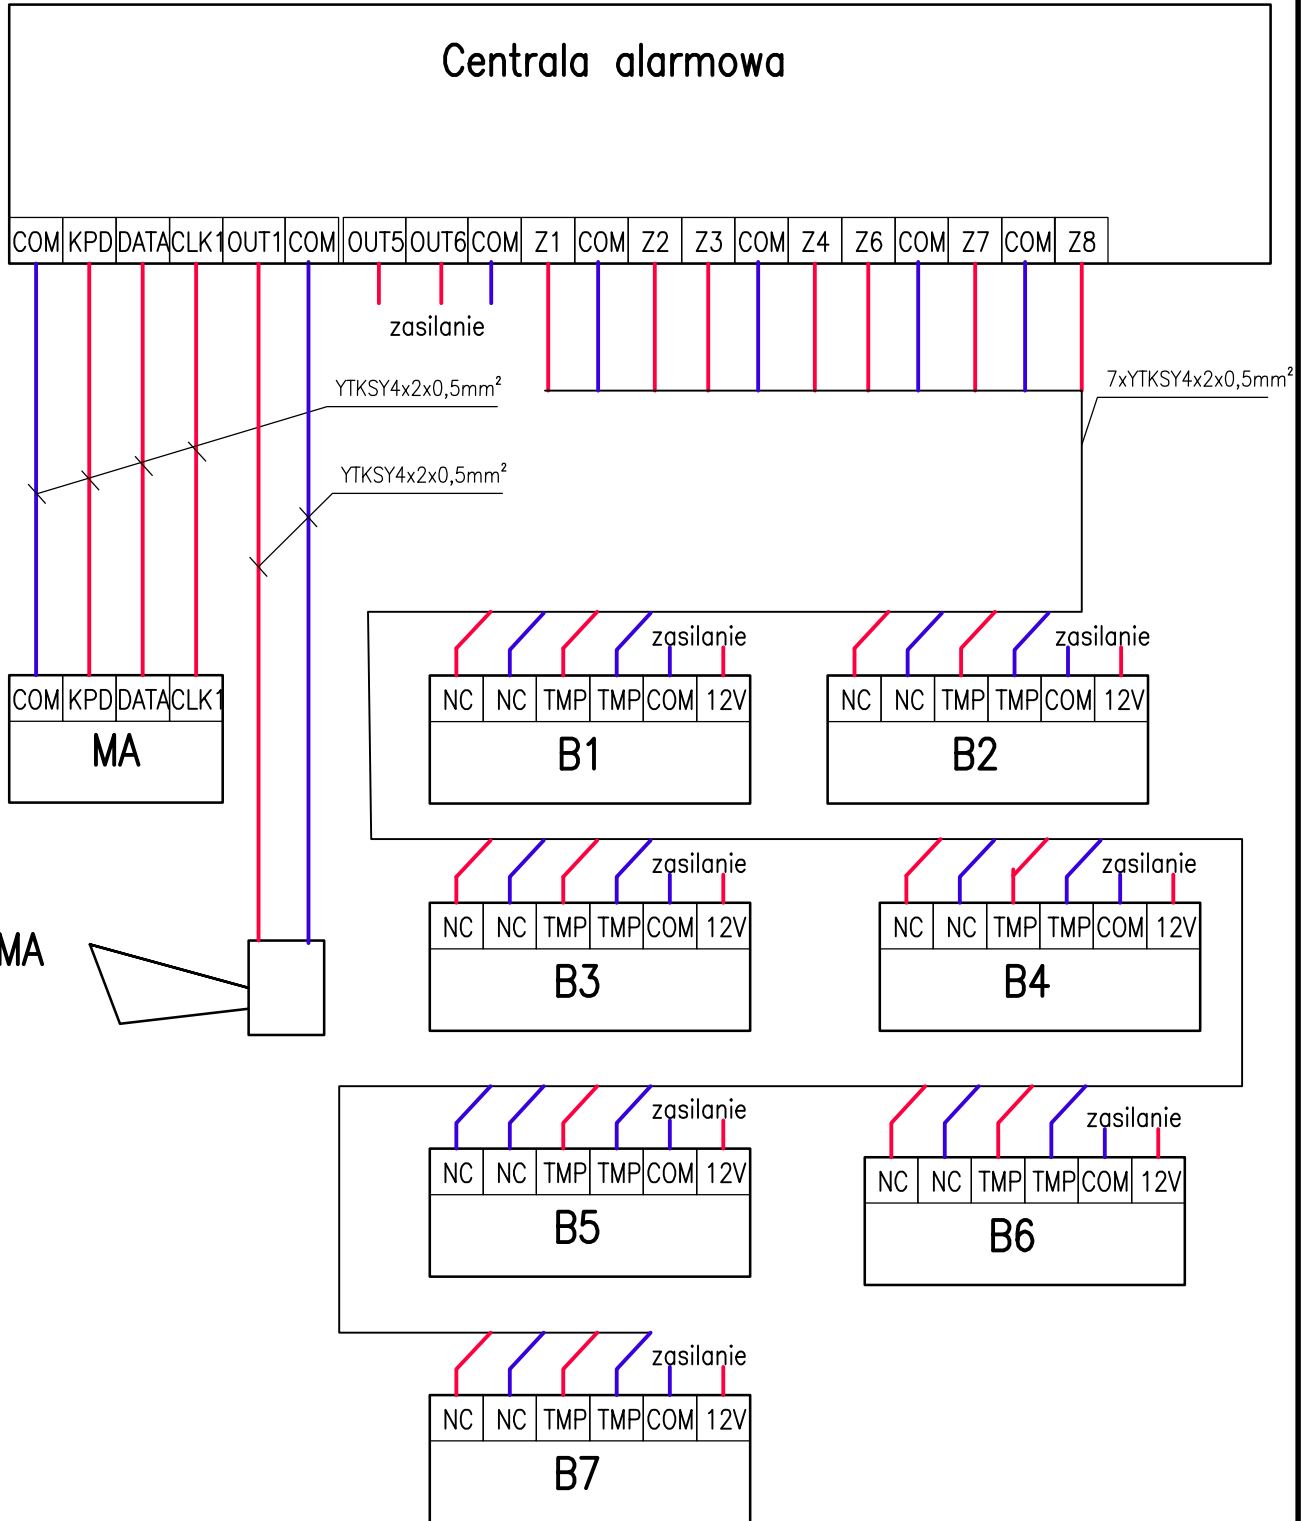 Centrala alarmowa
COM KPD DATA CLK1 OUT1 COM OUT5 OUT6 COM Z1 COM Z2 Z3 COM Z4 Z6 COM Z7 COM Z8
zasilanie
YTKSY4x2x0,5mm²
7xYTKSY4x2x0,5mm²
YTKSY4x2x0,5mm²
zasilanie
zasilanie
COM KPD DATA CLK1
NC NC TMP TMP COM 12V
NC NC TMP TMP COM 12V
MA
B1
B2
zasilanie
zasilanie
NC NC TMP TMP COM 12V
NC NC TMP TMP COM 12V
MA
B3
B4
zasilanie
zasilanie
NC NC TMP TMP COM 12V
NC NC TMP TMP COM 12V
B5
B6
zasilanie
NC NC TMP TMP COM 12V
B7